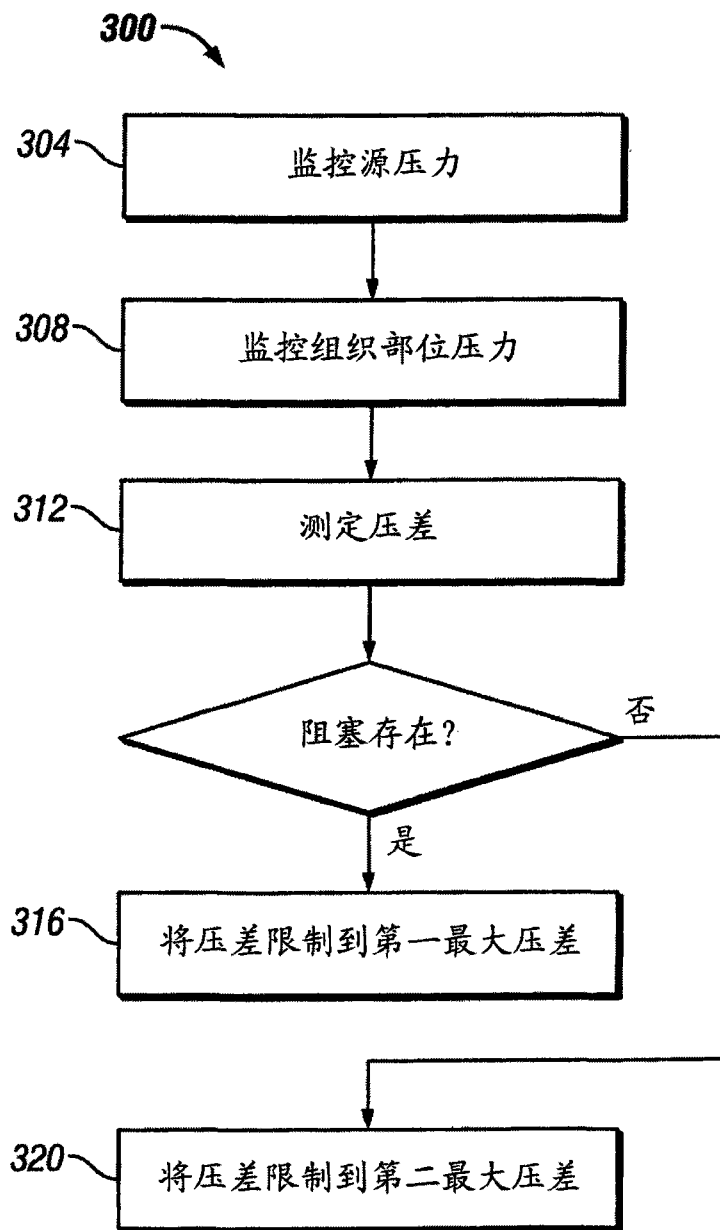 300
304
监控源压力
308
监控组织部位压力
312
测定压差
阻塞存在?
否
是
316
将压差限制到第一最大压差
320
将压差限制到第二最大压差